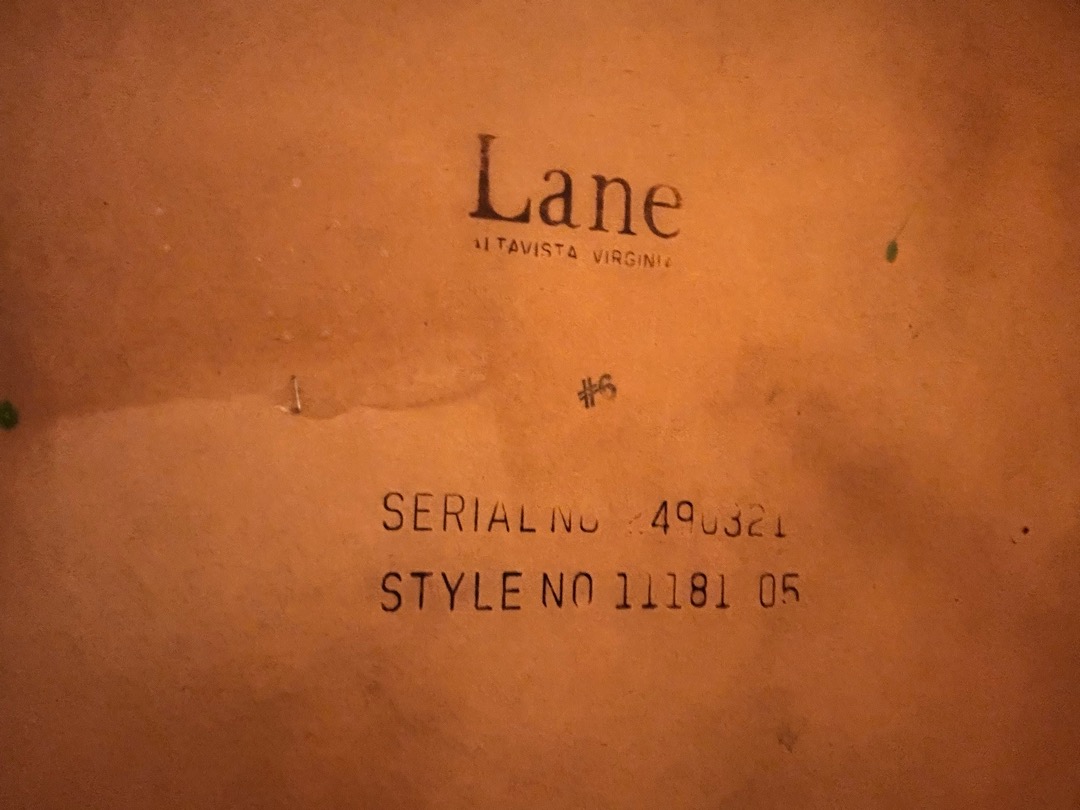 Lane
ALTAVISTA VIRGINIA
#6
SERIAL NO
STYLE NO 11181 05